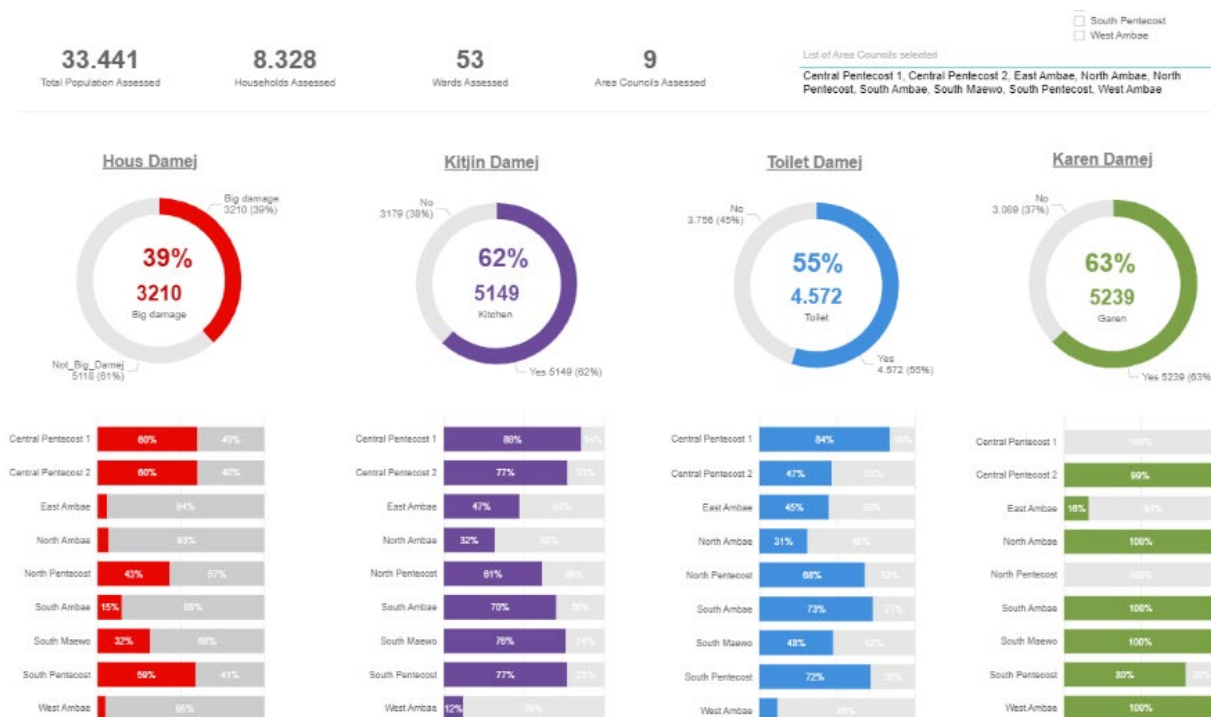 South Pentecost
West Ambae
33.441
Total Population Assessed
8.328
Households Assessed
53
Wards Assessed
9
Area Councils Assessed
List of Area Councils selected
Central Pentecost 1, Central Pentecost 2, East Ambae, North Ambae, North
Pentecost, South Ambae, South Maewo, South Pentecost, West Ambae
Hous Damej
Big damage
3210 (39%)
39%
3210
Big damage
Not_Big_Damej
5118 (61%)
Kitjin Damej
No
3179 (38%)
62%
5149
Kitchen
Yes 5149 (62%)
Toilet Damej
No
3.756 (45%)
55%
4.572
Toilet
Yes
4.572 (55%)
Karen Damej
No
3.089 (37%)
63%
5239
Garen
Yes 5239 (63%)
Central Pentecost 1 60% 40%
Central Pentecost 2 60% 40%
East Ambae 94%
North Ambae 93%
North Pentecost 43% 57%
South Ambae 15% 85%
South Maewo 32% 68%
South Pentecost 59% 41%
West Ambae 95%
Central Pentecost 1
Central Pentecost 2 77% 23%
East Ambae 47%
North Ambae 32%
North Pentecost 61%
South Ambae 70%
South Maewo 76% 24%
South Pentecost 77% 23%
West Ambae 12%
Central Pentecost 1 84%
Central Pentecost 2 47%
East Ambae 45%
North Ambae 31%
North Pentecost 68%
South Ambae 73% 27%
South Maewo 48%
South Pentecost 72%
West Ambae
Central Pentecost 1 100%
Central Pentecost 2 99%
East Ambae 16% 84%
North Ambae 100%
North Pentecost 100%
South Ambae 100%
South Maewo 100%
South Pentecost 80%
West Ambae 100%